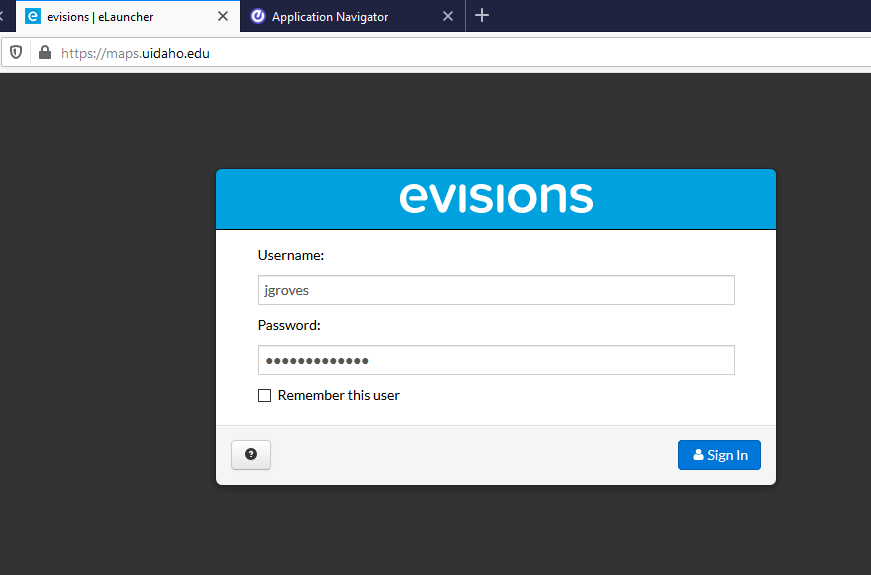 evisions | eLauncher
Application Navigator
https://maps.uidaho.edu
evisions
Username:
jgroves
Password:
•••••••••••••
Remember this user
Sign In